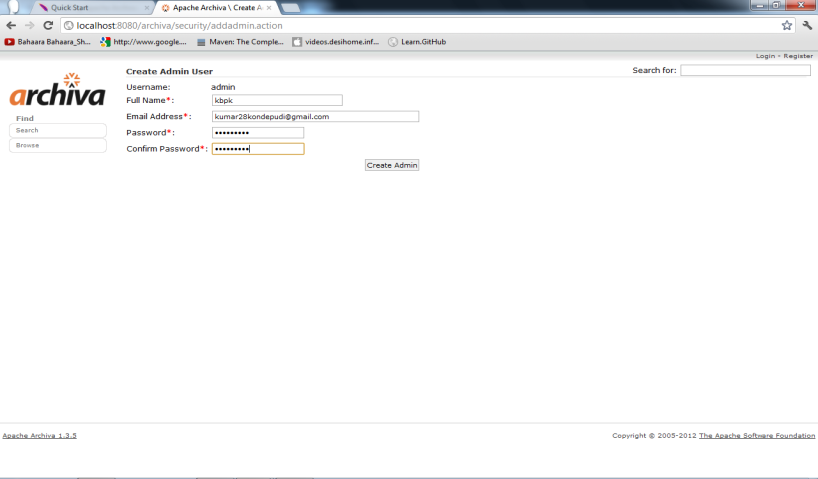 Quick Start
Apache Archiva \ Create A
localhost:8080/archiva/security/addadmin.action
Bahaara Bahaara_Sh... http://www.google.... Maven: The Comple... videos.desihome.inf... Learn.GitHub
Login - Register
Search for:
archiva
Find
Search
Browse
Create Admin User
Username: admin
Full Name*: kbpk
Email Address*: kumar28kondepudi@gmail.com
Password*: •••••••••
Confirm Password*: •••••••••
Create Admin
Apache Archiva 1.3.5
Copyright © 2005-2012 The Apache Software Foundation